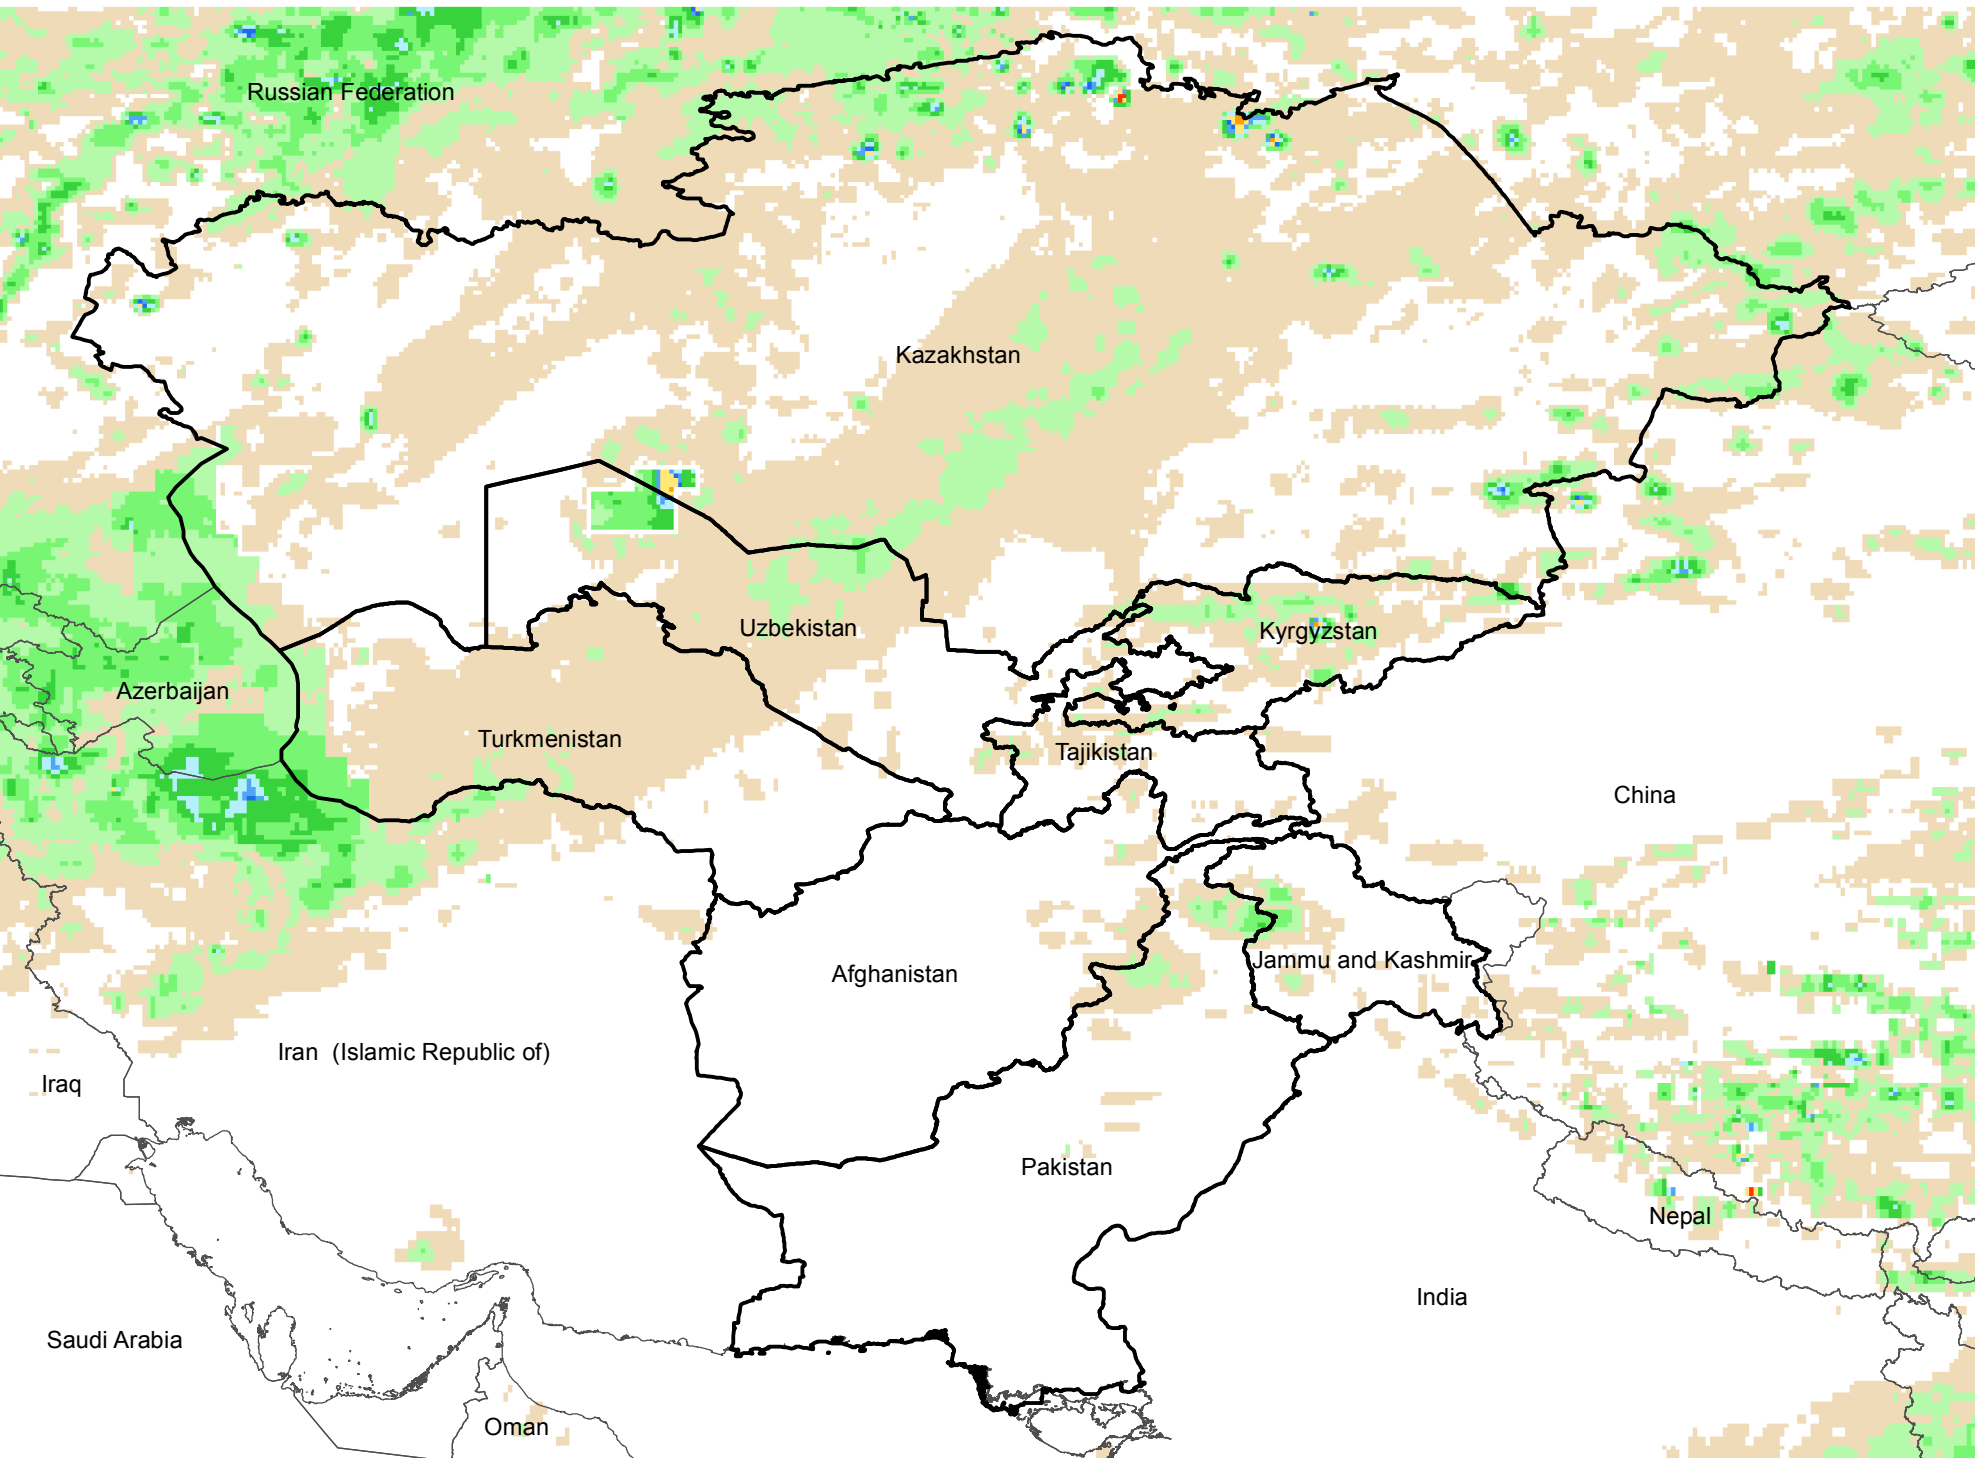 Russian Federation
Kazakhstan
Uzbekistan
Kyrgyzstan
Azerbaijan
Turkmenistan
Tajikistan
China
Afghanistan
Jammu and Kashmir
Iran  (Islamic Republic of)
Iraq
Pakistan
Nepal
India
Saudi Arabia
Oman